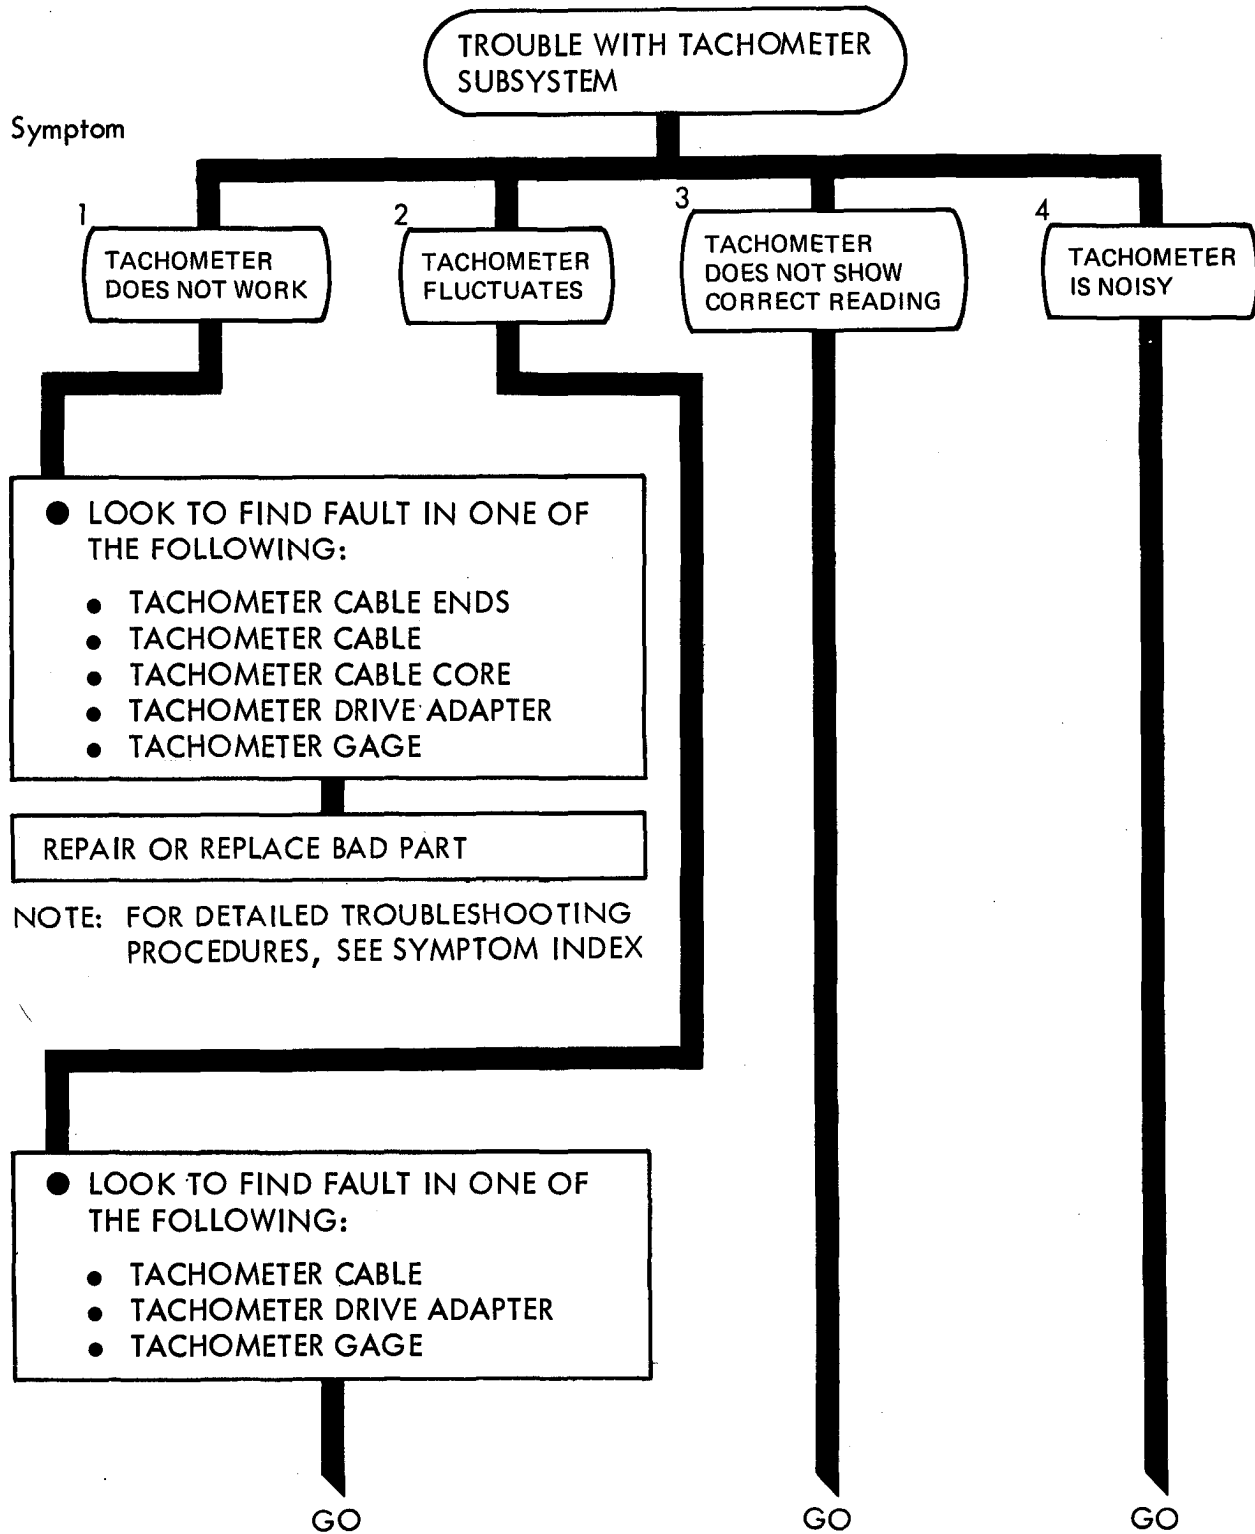 TROUBLE WITH TACHOMETER
SUBSYSTEM
Symptom
1
TACHOMETER
DOES NOT WORK
2
TACHOMETER
FLUCTUATES
3
TACHOMETER
DOES NOT SHOW
CORRECT READING
4
TACHOMETER
IS NOISY
● LOOK TO FIND FAULT IN ONE OF
THE FOLLOWING:
● TACHOMETER CABLE ENDS
● TACHOMETER CABLE
● TACHOMETER CABLE CORE
● TACHOMETER DRIVE ADAPTER
● TACHOMETER GAGE
REPAIR OR REPLACE BAD PART
NOTE: FOR DETAILED TROUBLESHOOTING
PROCEDURES, SEE SYMPTOM INDEX
● LOOK TO FIND FAULT IN ONE OF
THE FOLLOWING:
● TACHOMETER CABLE
● TACHOMETER DRIVE ADAPTER
● TACHOMETER GAGE
GO
GO
GO